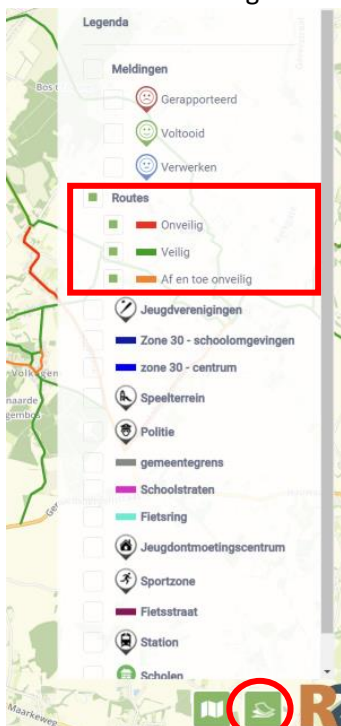 Legenda
Meldingen
Gerapporteerd
Voltooid
Verwerken
Routes
Onveilig
Veilig
Af en toe onveilig
Jeugdverenigingen
Zone 30 - schoolomgevingen
zone 30 - centrum
Speelterrein
Politie
gemeentegrens
Schoolstraten
Fietsring
Jeugdontmoetingscentrum
Sportzone
Fietsstraat
Station
Scholen
Maarkeweg